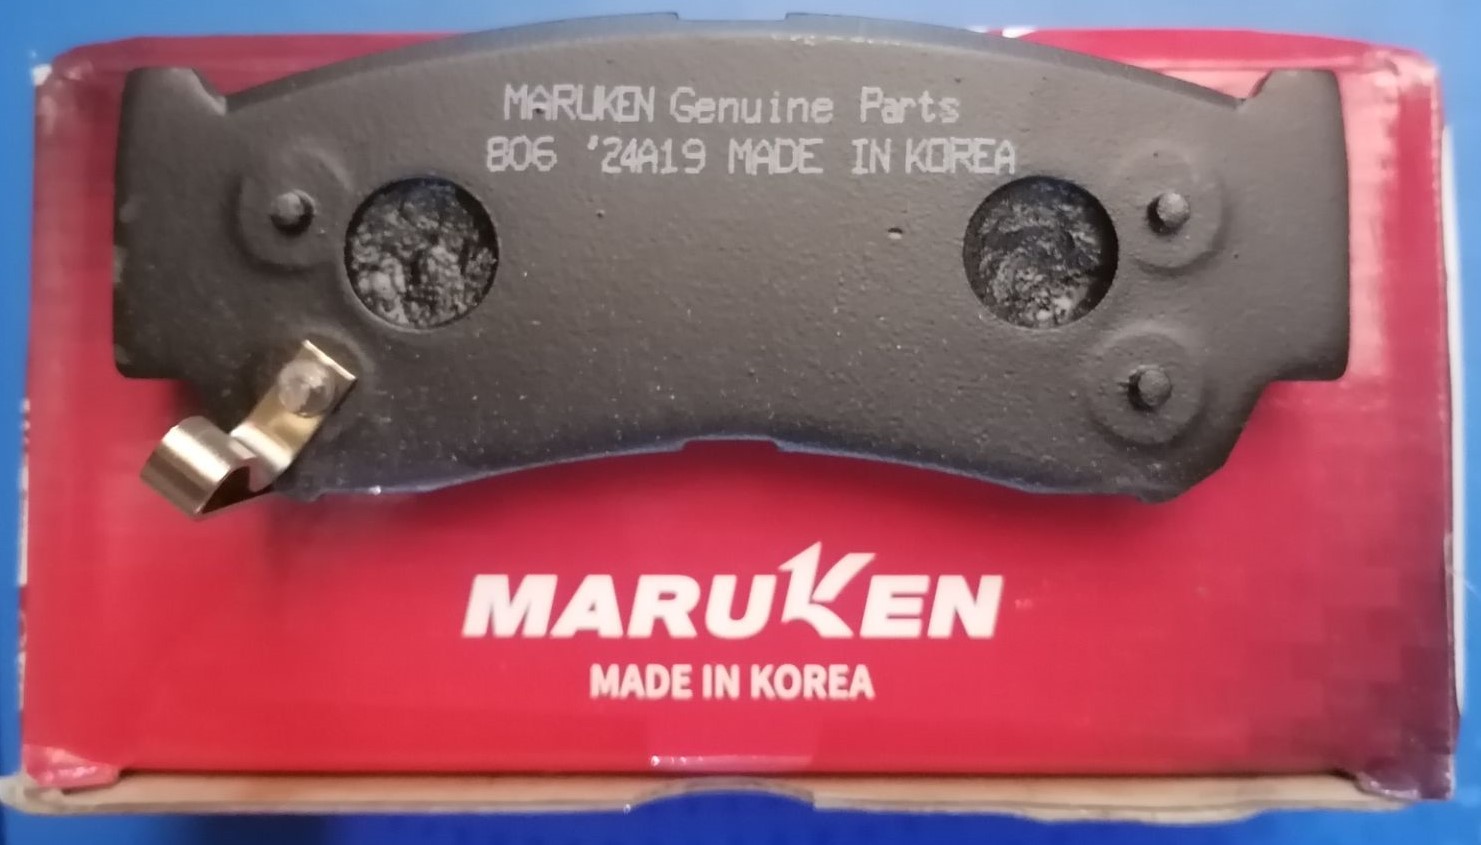 MARUKEN Genuine Parts
806 '24A19 MADE IN KOREA
MARUKEN
MADE IN KOREA